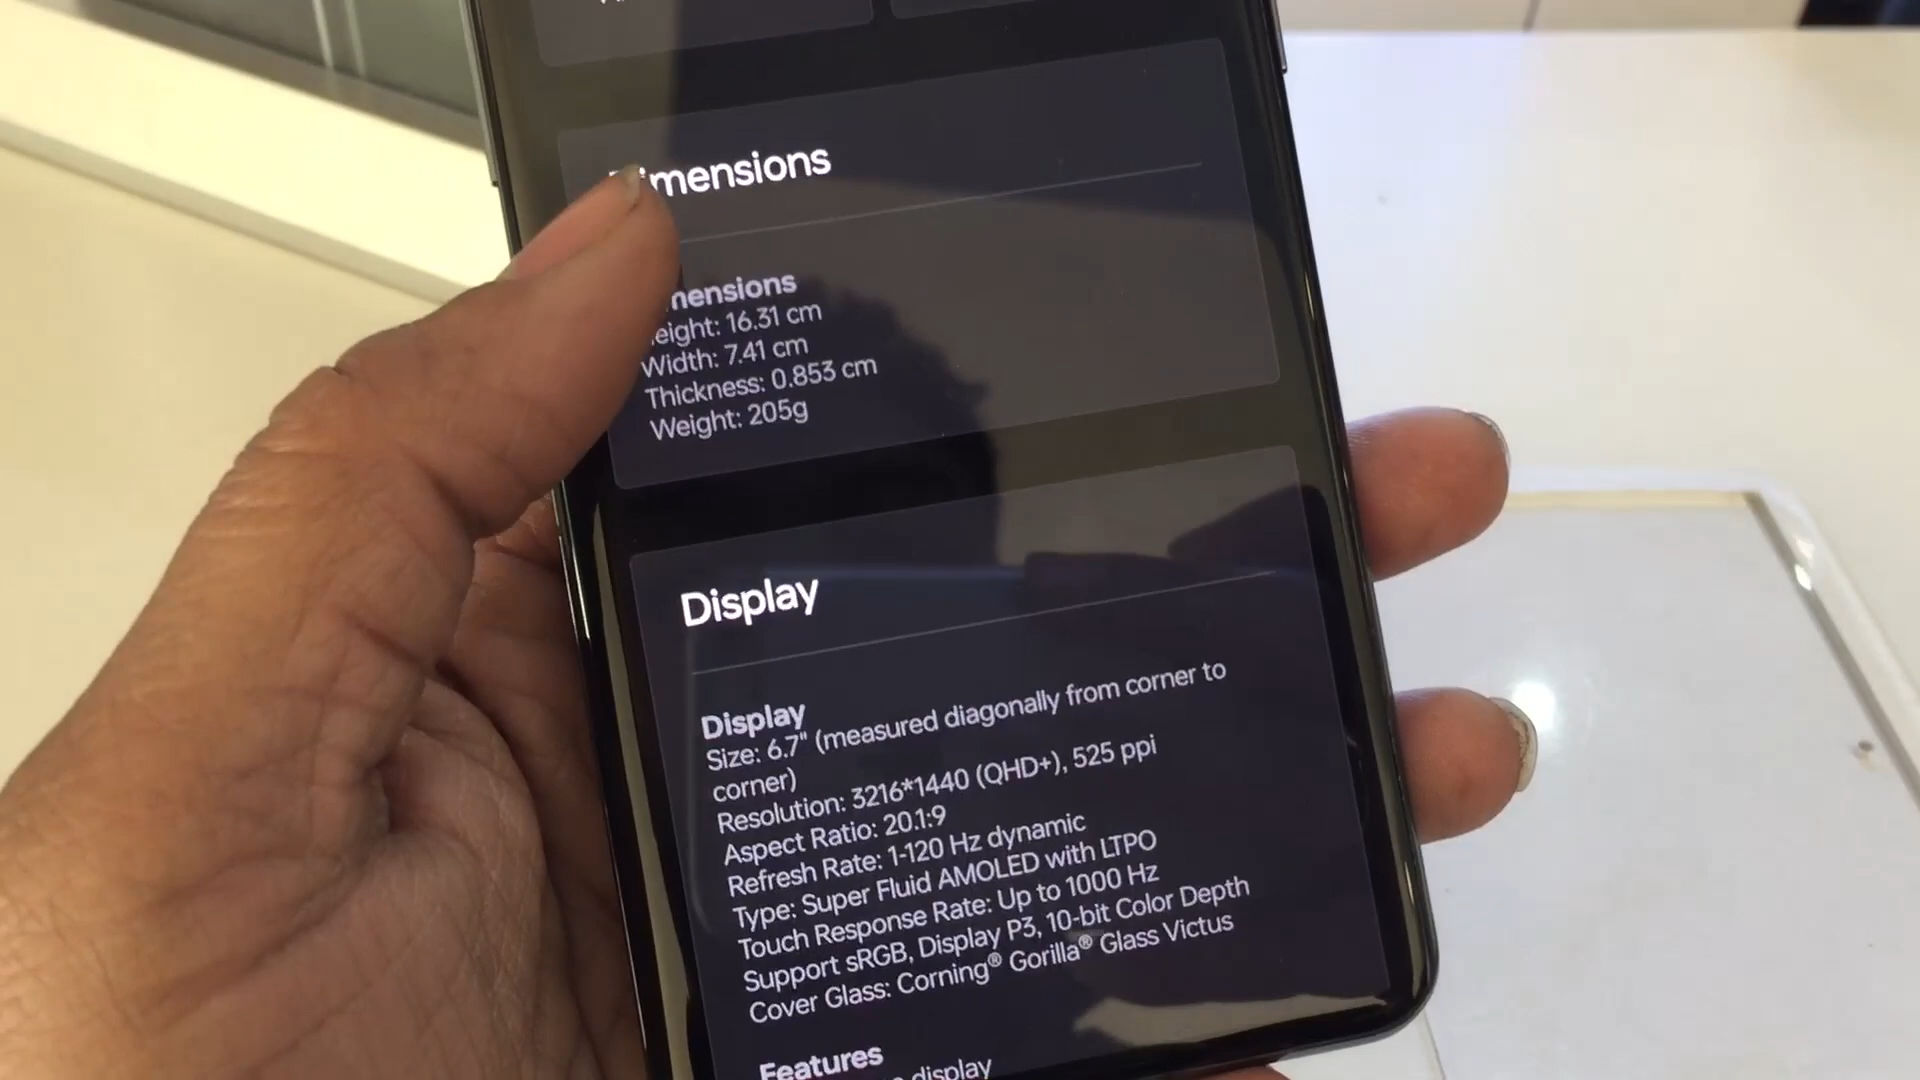 Dimensions
mensions
eight: 16.31 cm
Width: 7.41 cm
Thickness: 0.853 cm
Weight: 205g
Display
Display
Size: 6.7" (measured diagonally from corner to
corner)
Resolution: 3216*1440 (QHD+), 525 ppi
Aspect Ratio: 20.1:9
Refresh Rate: 1-120 Hz dynamic
Type: Super Fluid AMOLED with LTPO
Touch Response Rate: Up to 1000 Hz
Support sRGB, Display P3, 10-bit Color Depth
Cover Glass: Corning® Gorilla® Glass Victus
Features
display